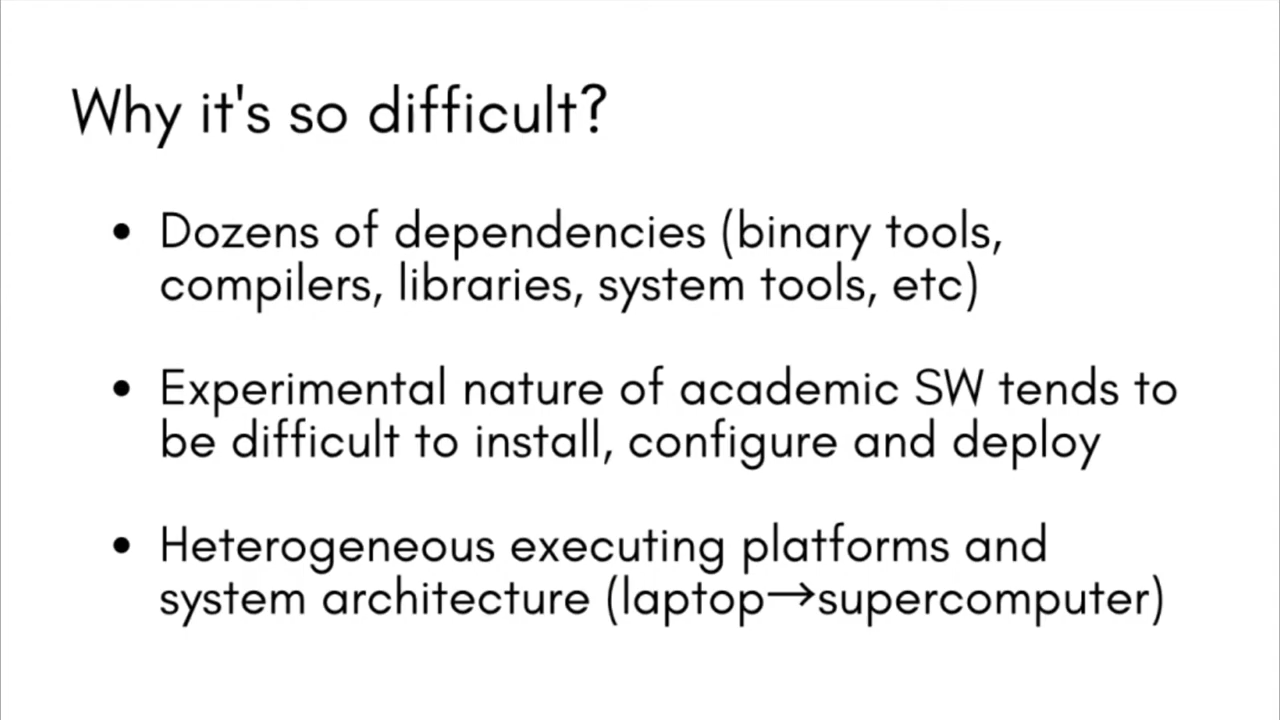 Why it's so difficult?
• Dozens of dependencies (binary tools,
compilers, libraries, system tools, etc)
• Experimental nature of academic SW tends to
be difficult to install, configure and deploy
• Heterogeneous executing platforms and
system architecture (laptop→supercomputer)